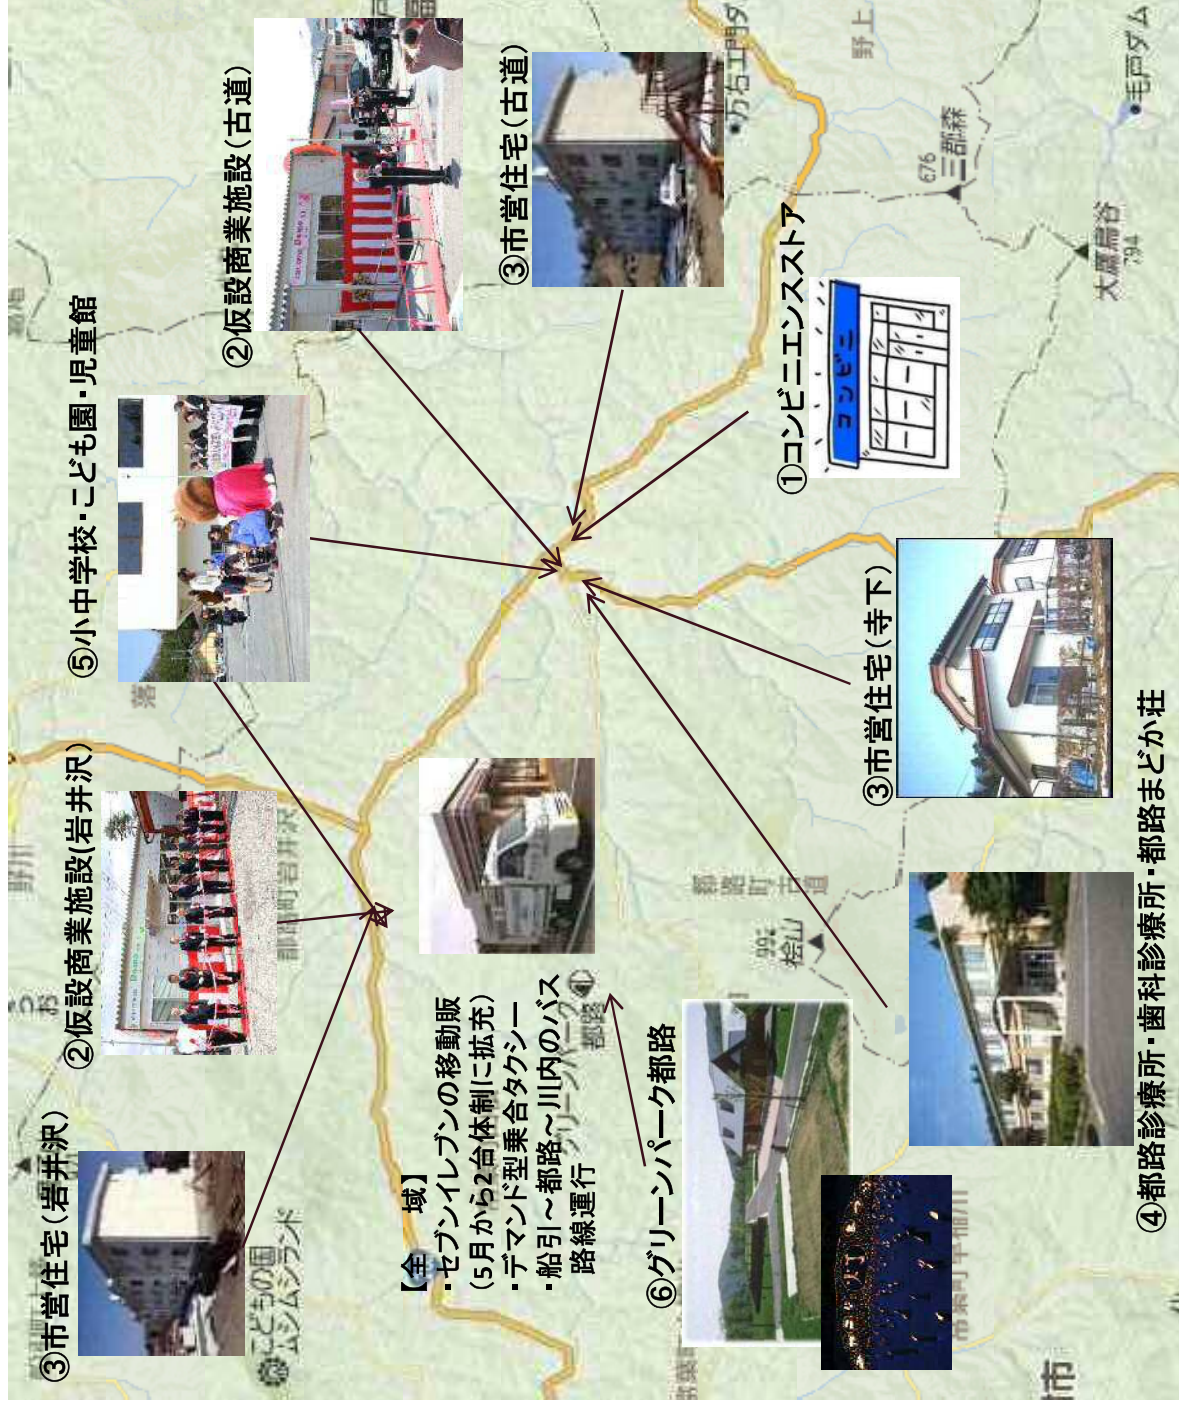 ③市営住宅(岩井沢)
②仮設商業施設(岩井沢)
⑤小中学校・こども園・児童館
②仮設商業施設(古道)
③市営住宅(古道)
①コンビニエンスストア
コンビニ
③市営住宅(寺下)
④都路診療所・歯科診療所・都路まどか荘
⑥グリーンパーク都路
【全　域】
・セブンイレブンの移動販
(5月から2台体制に拡充)
・デマンド型乗合タクシー
・船引~都路~川内のバス
路線運行
こどもの国
ムシムシランド
都路町岩井沢
都路町古道
桧山
都路
676
三郡森
大鷹鳥谷
794
野上
毛戸ダム
野川
落
市